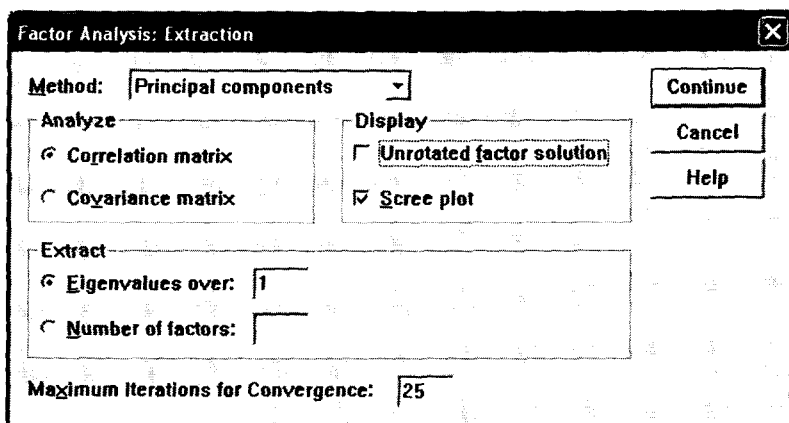 Factor Analysis: Extraction
Method: Principal components
Continue
Analyze
Display
Cancel
Correlation matrix
Unrotated factor solution
Help
Covariance matrix
Scree plot
Extract
Eigenvalues over: 1
Number of factors:
Maximum Iterations for Convergence: 25